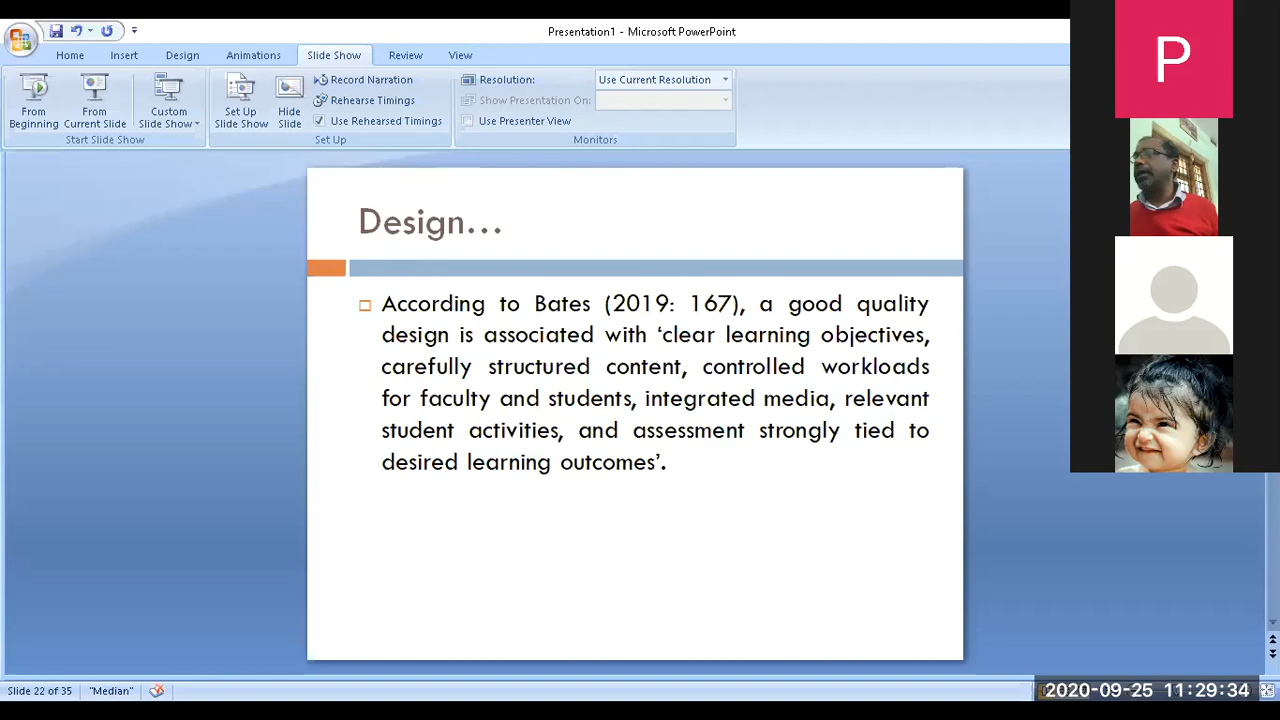 Presentation1 - Microsoft PowerPoint
Home Insert Design Animations Slide Show Review View
From Beginning
From Current Slide
Custom Slide Show
Start Slide Show
Set Up Slide Show
Hide Slide
Record Narration
Rehearse Timings
Use Rehearsed Timings
Set Up
Resolution: Use Current Resolution
Show Presentation On:
Use Presenter View
Monitors
P
Design…
According to Bates (2019: 167), a good quality
design is associated with ‘clear learning objectives,
carefully structured content, controlled workloads
for faculty and students, integrated media, relevant
student activities, and assessment strongly tied to
desired learning outcomes’.
Slide 22 of 35 "Median"
2020-09-25 11:29:34